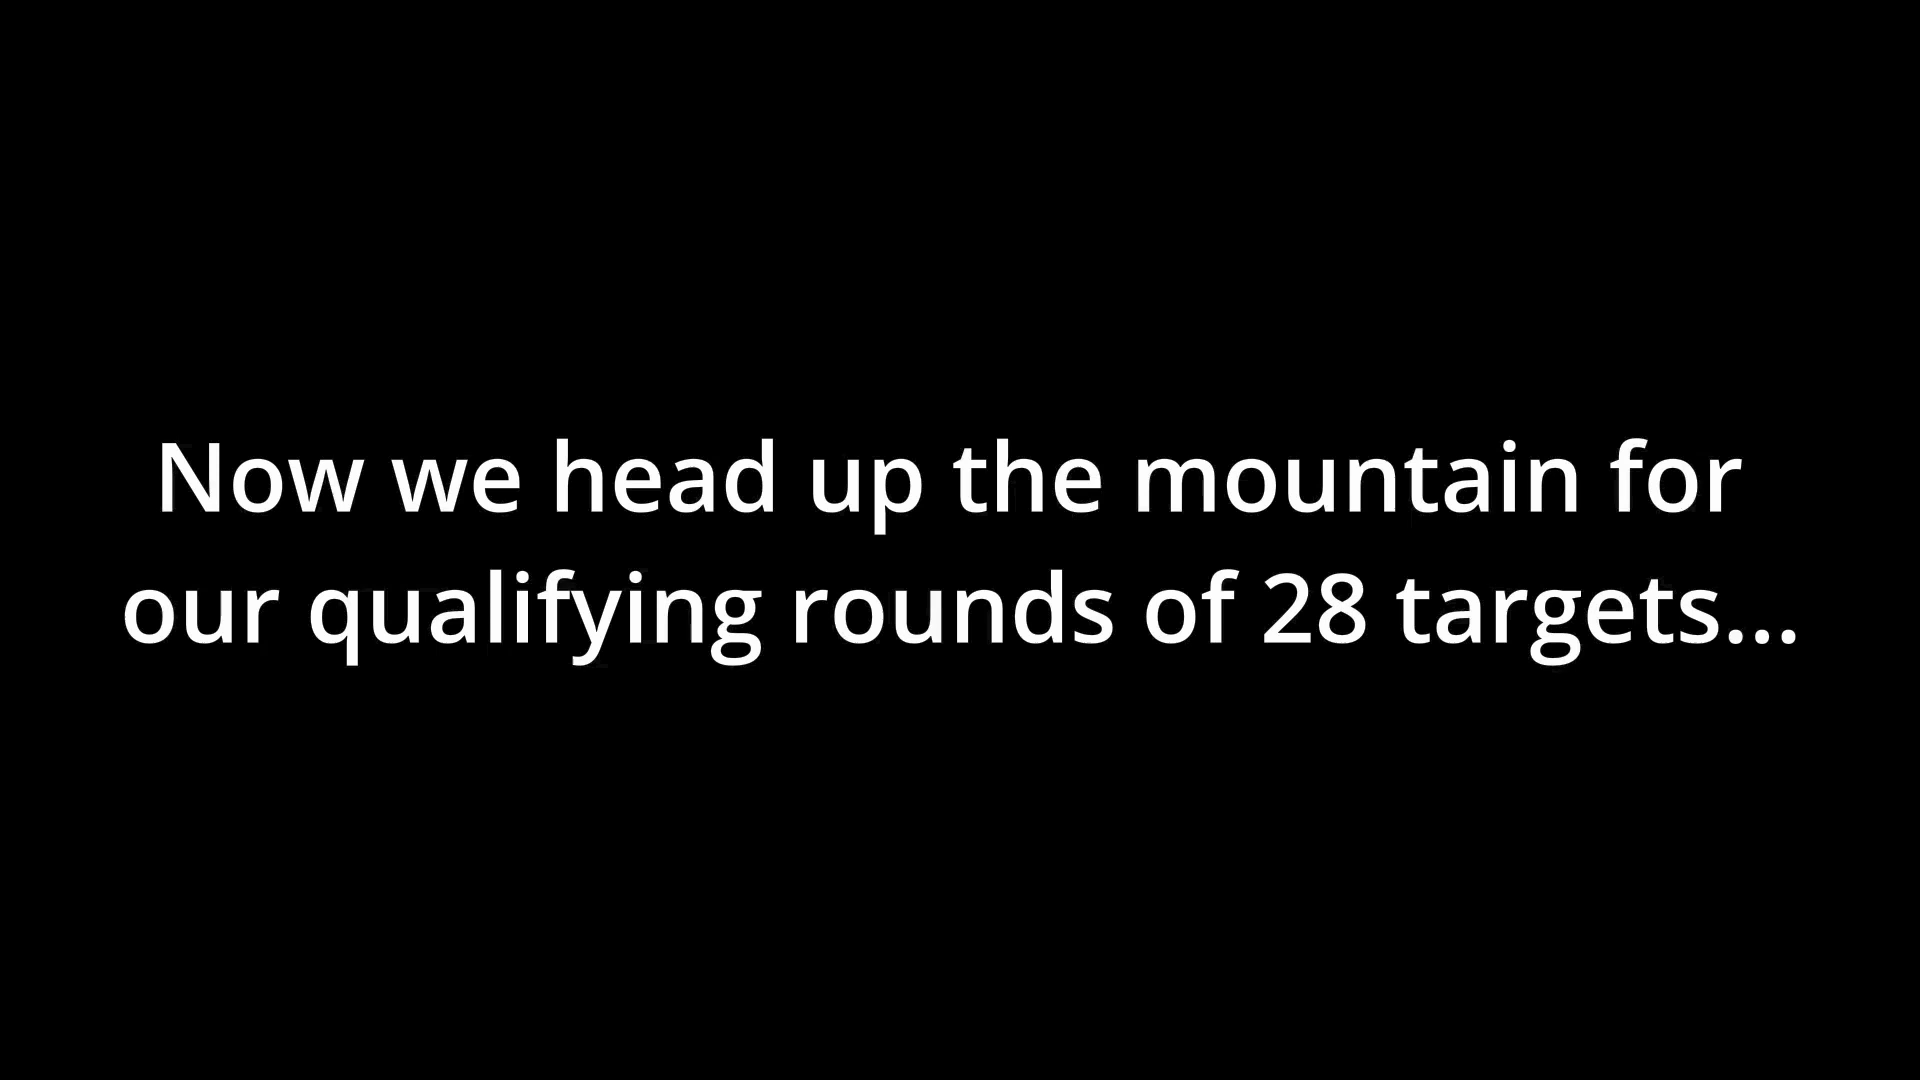 Now we head up the mountain for
our qualifying rounds of 28 targets...